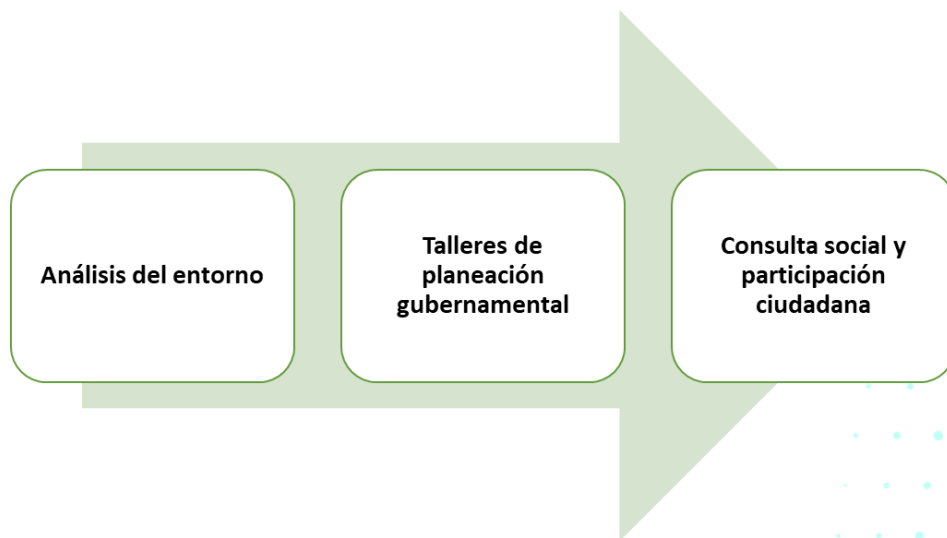 Análisis del entorno
Talleres de
planeación
gubernamental
Consulta social y
participación
ciudadana